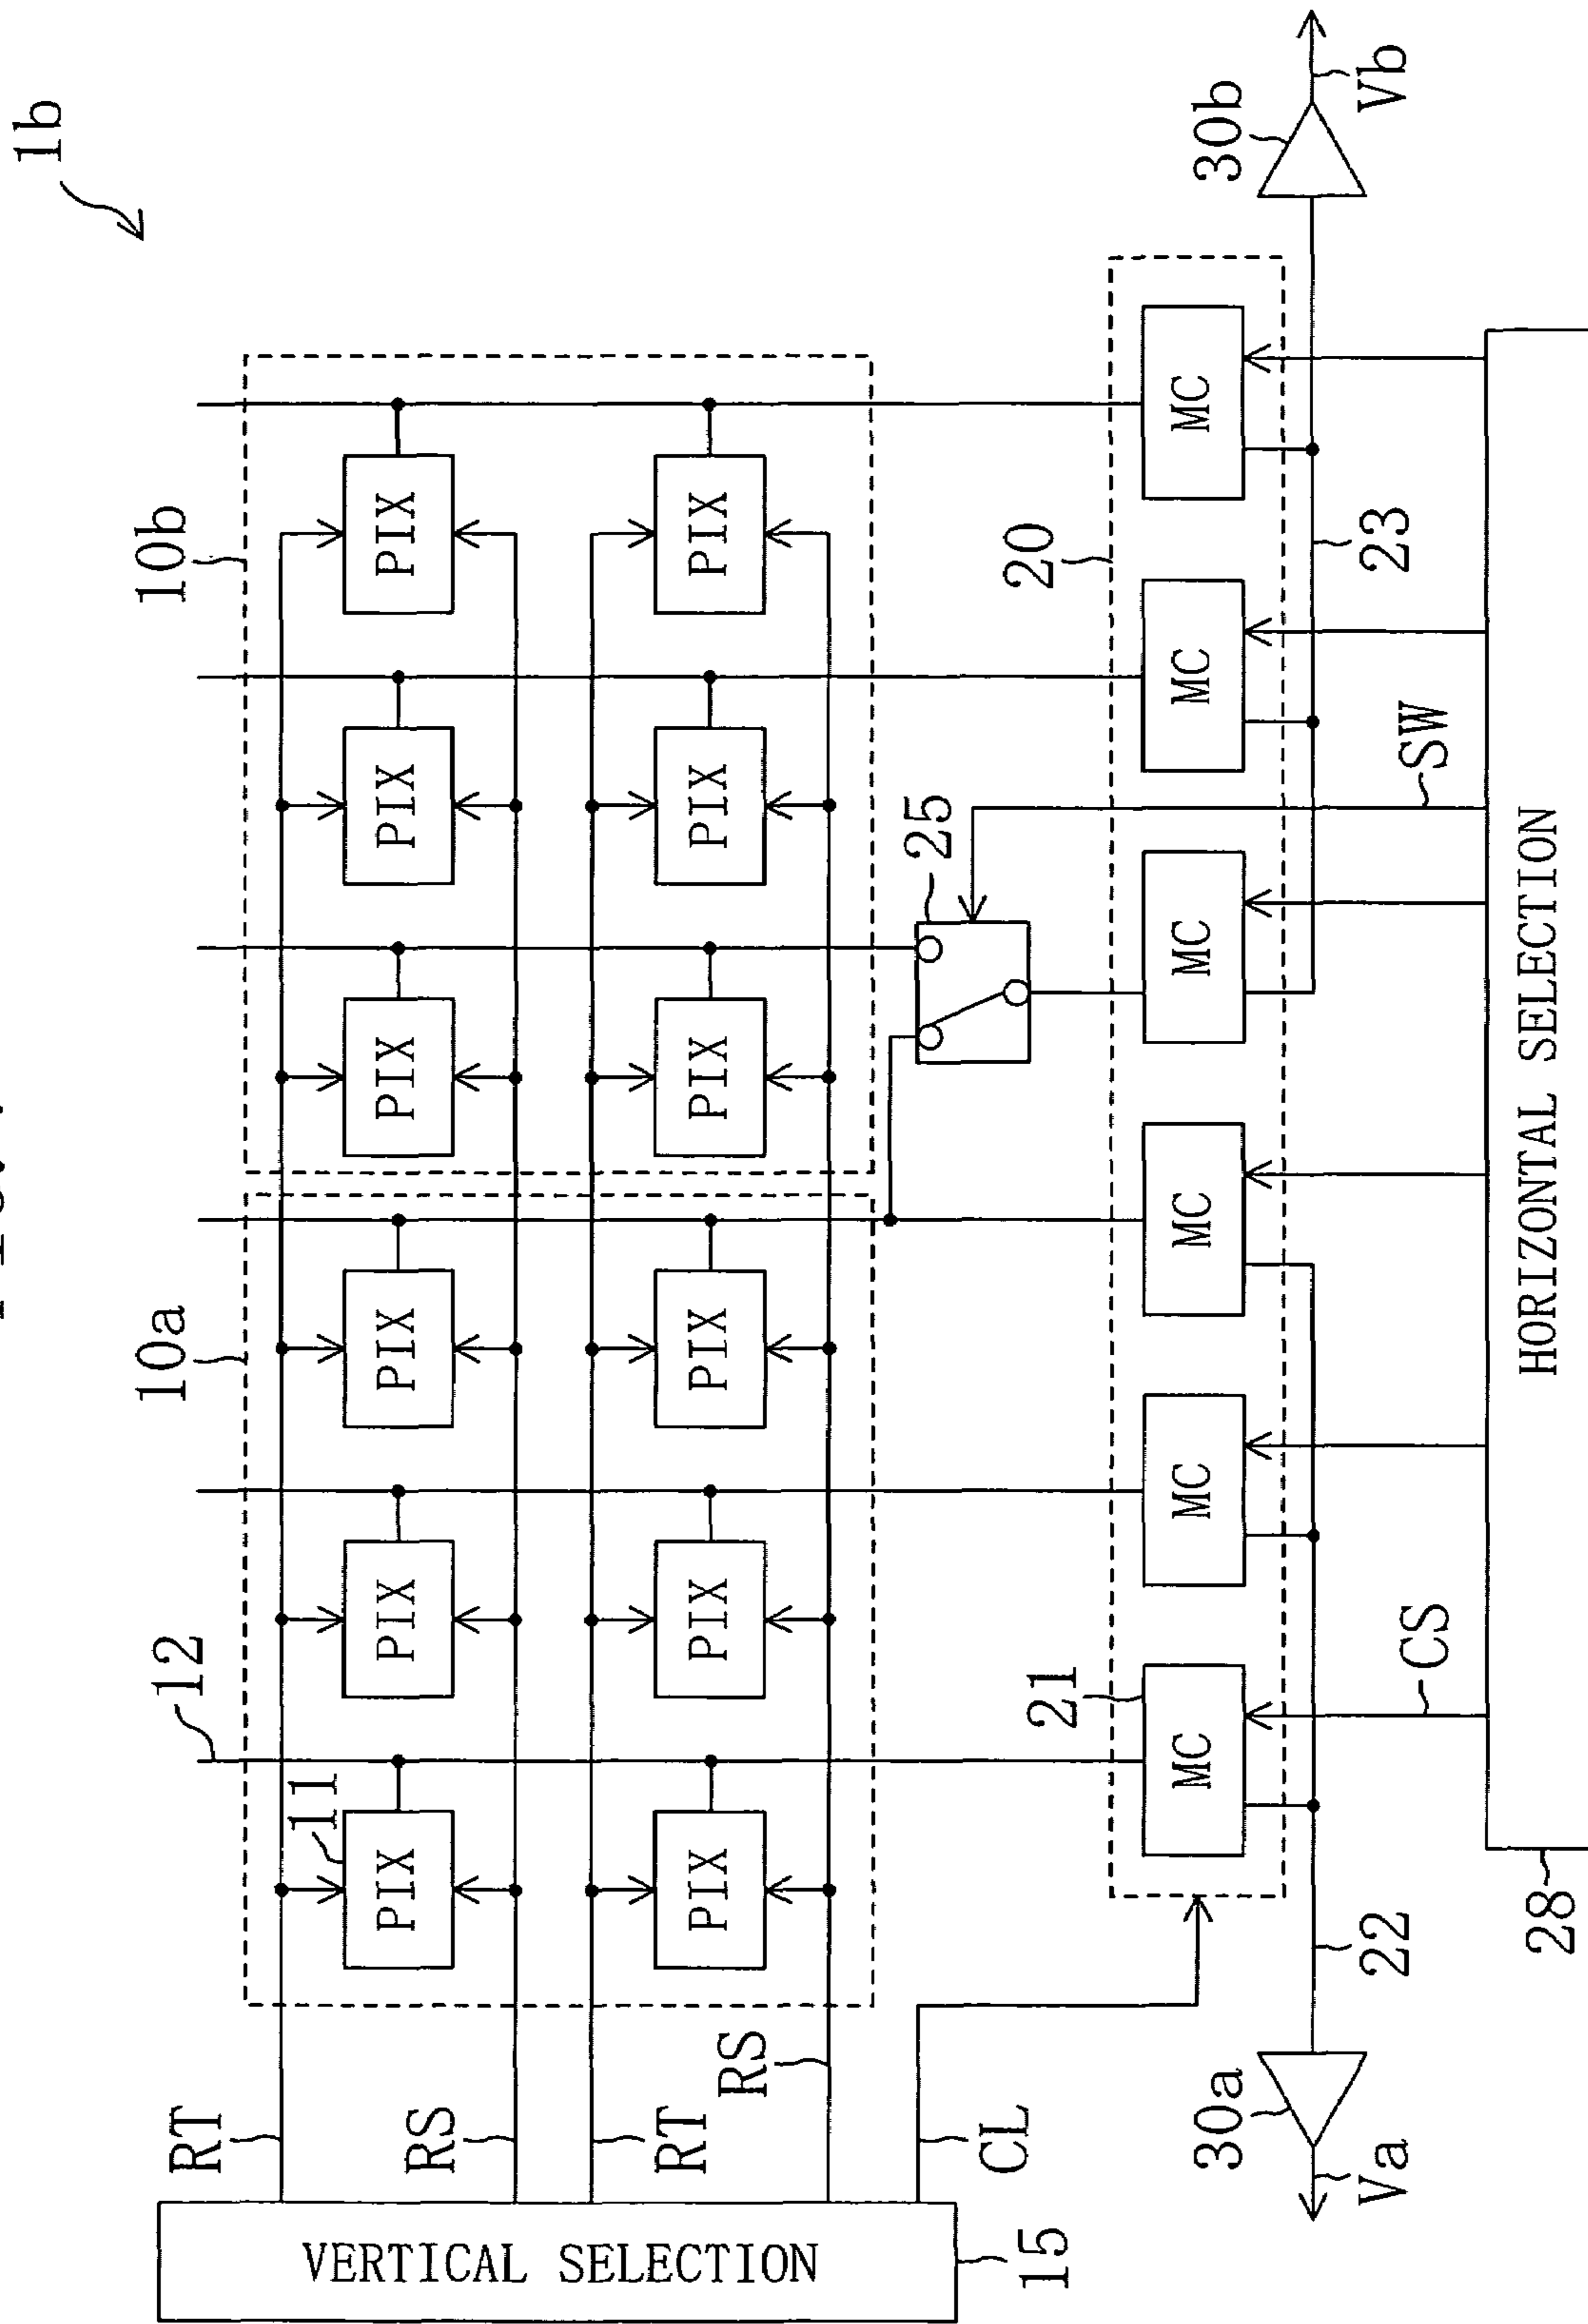 1b
10a
10b
12
11
RT
RS
RT
RS
CL
VERTICAL SELECTION
15
PIX PIX PIX PIX PIX PIX
PIX PIX PIX PIX PIX PIX
25
20
21
MC MC MC MC MC MC
30a
Va
22
CS
SW
23
30b
Vb
28
HORIZONTAL SELECTION